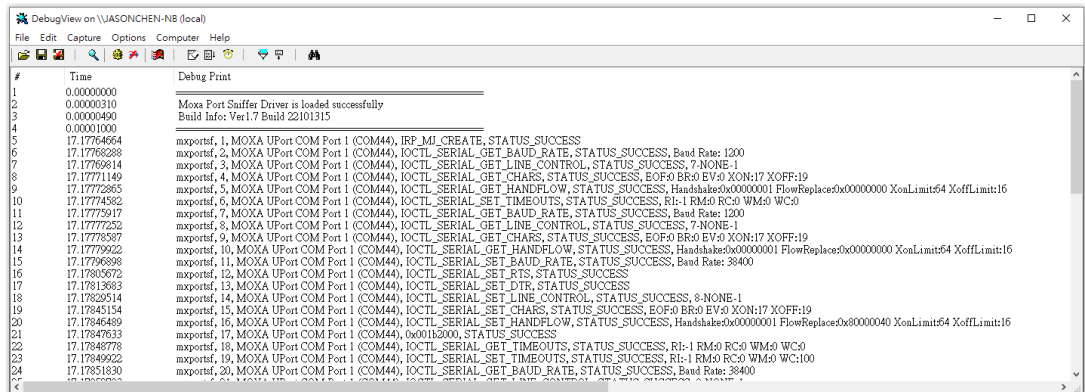 DebugView on \\JASONCHEN-NB (local)
File Edit Capture Options Computer Help
# Time Debug Print
1 0.00000000
2 0.00000310 Moxa Port Sniffer Driver is loaded successfully
3 0.00000490 Build Info: Ver1.7 Build 22101315
4 0.00001000
5 17.17764664 mxportsf, 1, MOXA UPort COM Port 1 (COM44), IRP_MJ_CREATE, STATUS_SUCCESS
6 17.17768288 mxportsf, 2, MOXA UPort COM Port 1 (COM44), IOCTL_SERIAL_GET_BAUD_RATE, STATUS_SUCCESS, Baud Rate: 1200
7 17.17769814 mxportsf, 3, MOXA UPort COM Port 1 (COM44), IOCTL_SERIAL_GET_LINE_CONTROL, STATUS_SUCCESS, 7-NONE-1
8 17.17771149 mxportsf, 4, MOXA UPort COM Port 1 (COM44), IOCTL_SERIAL_GET_CHARS, STATUS_SUCCESS, EOF:0 BR:0 EV:0 XON:17 XOFF:19
9 17.17772865 mxportsf, 5, MOXA UPort COM Port 1 (COM44), IOCTL_SERIAL_GET_HANDFLOW, STATUS_SUCCESS, Handshake:0x00000001 FlowReplace:0x00000000 XonLimit:64 XoffLimit:16
10 17.17774582 mxportsf, 6, MOXA UPort COM Port 1 (COM44), IOCTL_SERIAL_SET_TIMEOUTS, STATUS_SUCCESS, RI:-1 RM:0 RC:0 WM:0 WC:0
11 17.17775917 mxportsf, 7, MOXA UPort COM Port 1 (COM44), IOCTL_SERIAL_GET_BAUD_RATE, STATUS_SUCCESS, Baud Rate: 1200
12 17.17777252 mxportsf, 8, MOXA UPort COM Port 1 (COM44), IOCTL_SERIAL_GET_LINE_CONTROL, STATUS_SUCCESS, 7-NONE-1
13 17.17778587 mxportsf, 9, MOXA UPort COM Port 1 (COM44), IOCTL_SERIAL_GET_CHARS, STATUS_SUCCESS, EOF:0 BR:0 EV:0 XON:17 XOFF:19
14 17.17779922 mxportsf, 10, MOXA UPort COM Port 1 (COM44), IOCTL_SERIAL_GET_HANDFLOW, STATUS_SUCCESS, Handshake:0x00000001 FlowReplace:0x00000000 XonLimit:64 XoffLimit:16
15 17.17796898 mxportsf, 11, MOXA UPort COM Port 1 (COM44), IOCTL_SERIAL_SET_BAUD_RATE, STATUS_SUCCESS, Baud Rate: 38400
16 17.17805672 mxportsf, 12, MOXA UPort COM Port 1 (COM44), IOCTL_SERIAL_SET_RTS, STATUS_SUCCESS
17 17.17813683 mxportsf, 13, MOXA UPort COM Port 1 (COM44), IOCTL_SERIAL_SET_DTR, STATUS_SUCCESS
18 17.17829514 mxportsf, 14, MOXA UPort COM Port 1 (COM44), IOCTL_SERIAL_SET_LINE_CONTROL, STATUS_SUCCESS, 8-NONE-1
19 17.17845154 mxportsf, 15, MOXA UPort COM Port 1 (COM44), IOCTL_SERIAL_SET_CHARS, STATUS_SUCCESS, EOF:0 BR:0 EV:0 XON:17 XOFF:19
20 17.17846489 mxportsf, 16, MOXA UPort COM Port 1 (COM44), IOCTL_SERIAL_SET_HANDFLOW, STATUS_SUCCESS, Handshake:0x00000001 FlowReplace:0x80000040 XonLimit:64 XoffLimit:16
21 17.17847633 mxportsf, 17, MOXA UPort COM Port 1 (COM44), 0x001b2000, STATUS_SUCCESS
22 17.17848778 mxportsf, 18, MOXA UPort COM Port 1 (COM44), IOCTL_SERIAL_GET_TIMEOUTS, STATUS_SUCCESS, RI:-1 RM:0 RC:0 WM:0 WC:0
23 17.17849922 mxportsf, 19, MOXA UPort COM Port 1 (COM44), IOCTL_SERIAL_SET_TIMEOUTS, STATUS_SUCCESS, RI:-1 RM:0 RC:0 WM:0 WC:100
24 17.17851830 mxportsf, 20, MOXA UPort COM Port 1 (COM44), IOCTL_SERIAL_GET_BAUD_RATE, STATUS_SUCCESS, Baud Rate: 38400